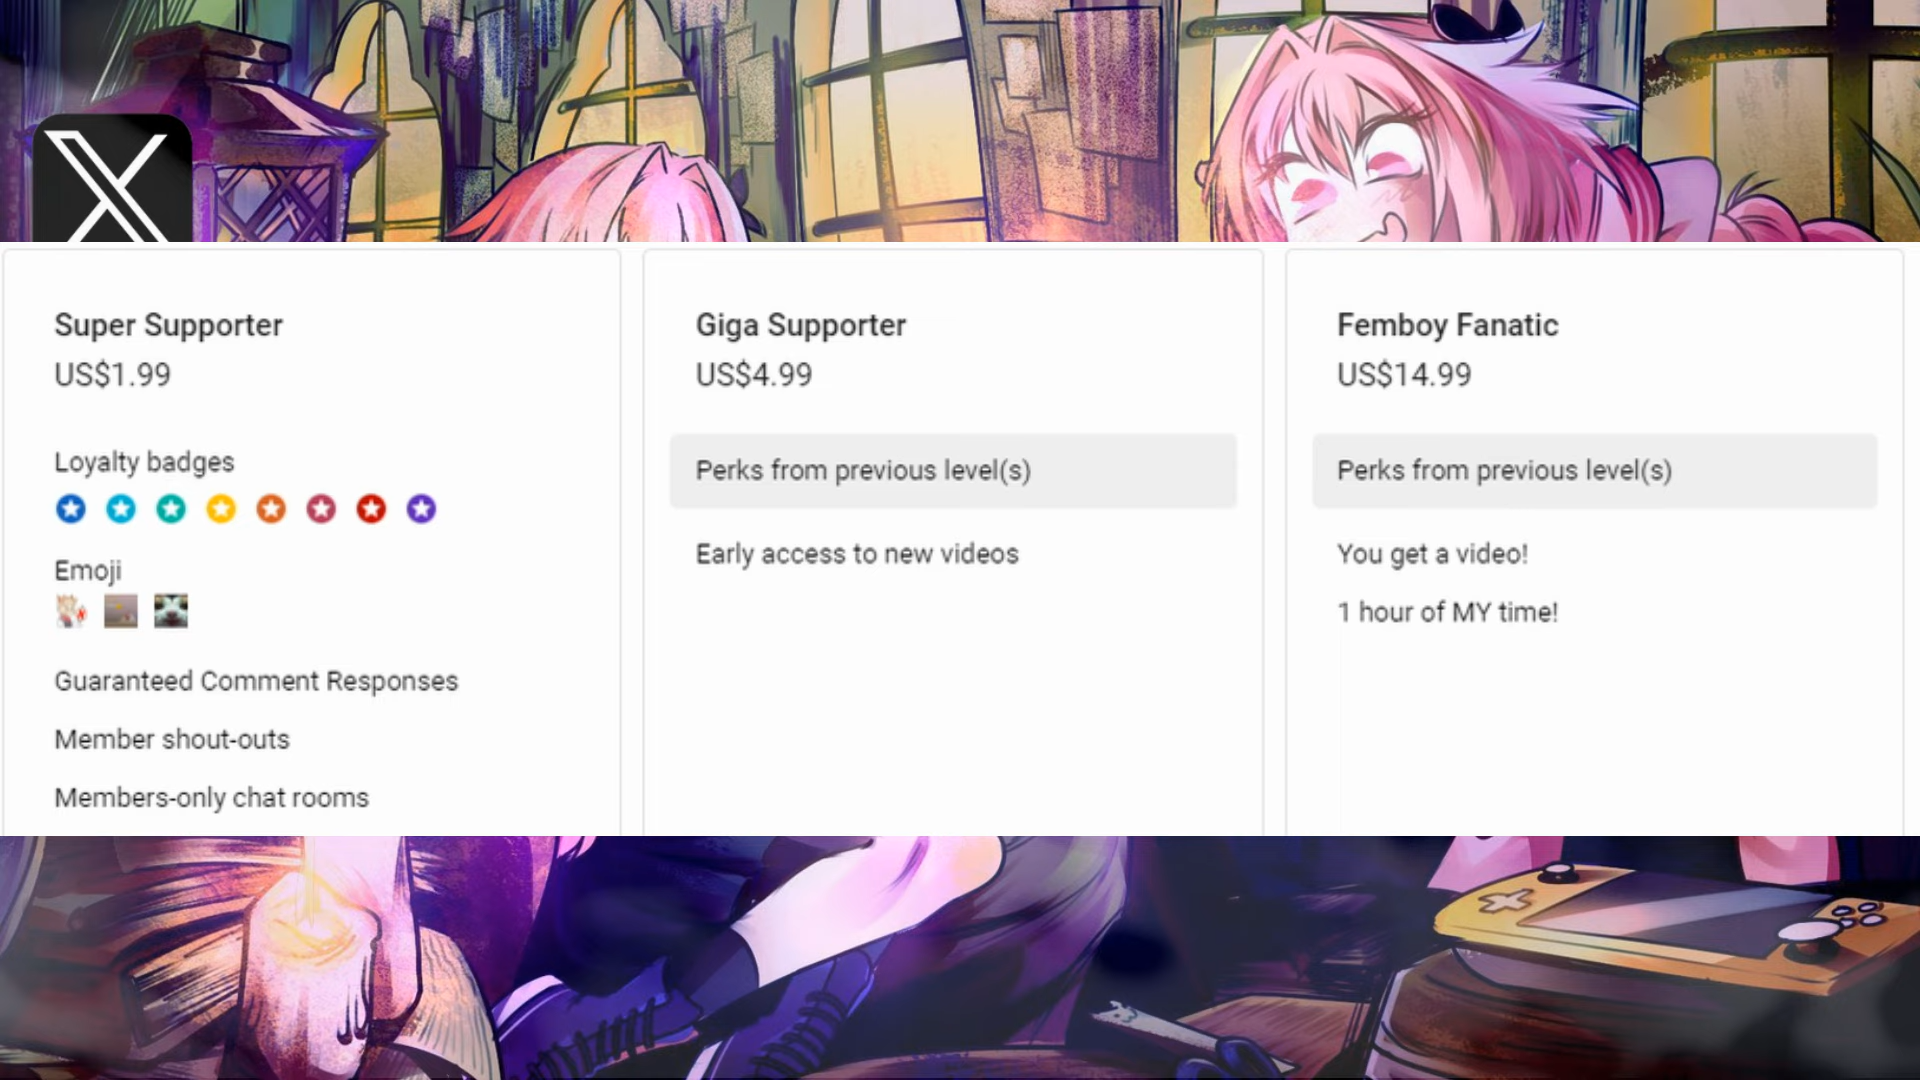 X
Super Supporter
US$1.99
Loyalty badges
Emoji
Guaranteed Comment Responses
Member shout-outs
Members-only chat rooms
Giga Supporter
US$4.99
Perks from previous level(s)
Early access to new videos
Femboy Fanatic
US$14.99
Perks from previous level(s)
You get a video!
1 hour of MY time!